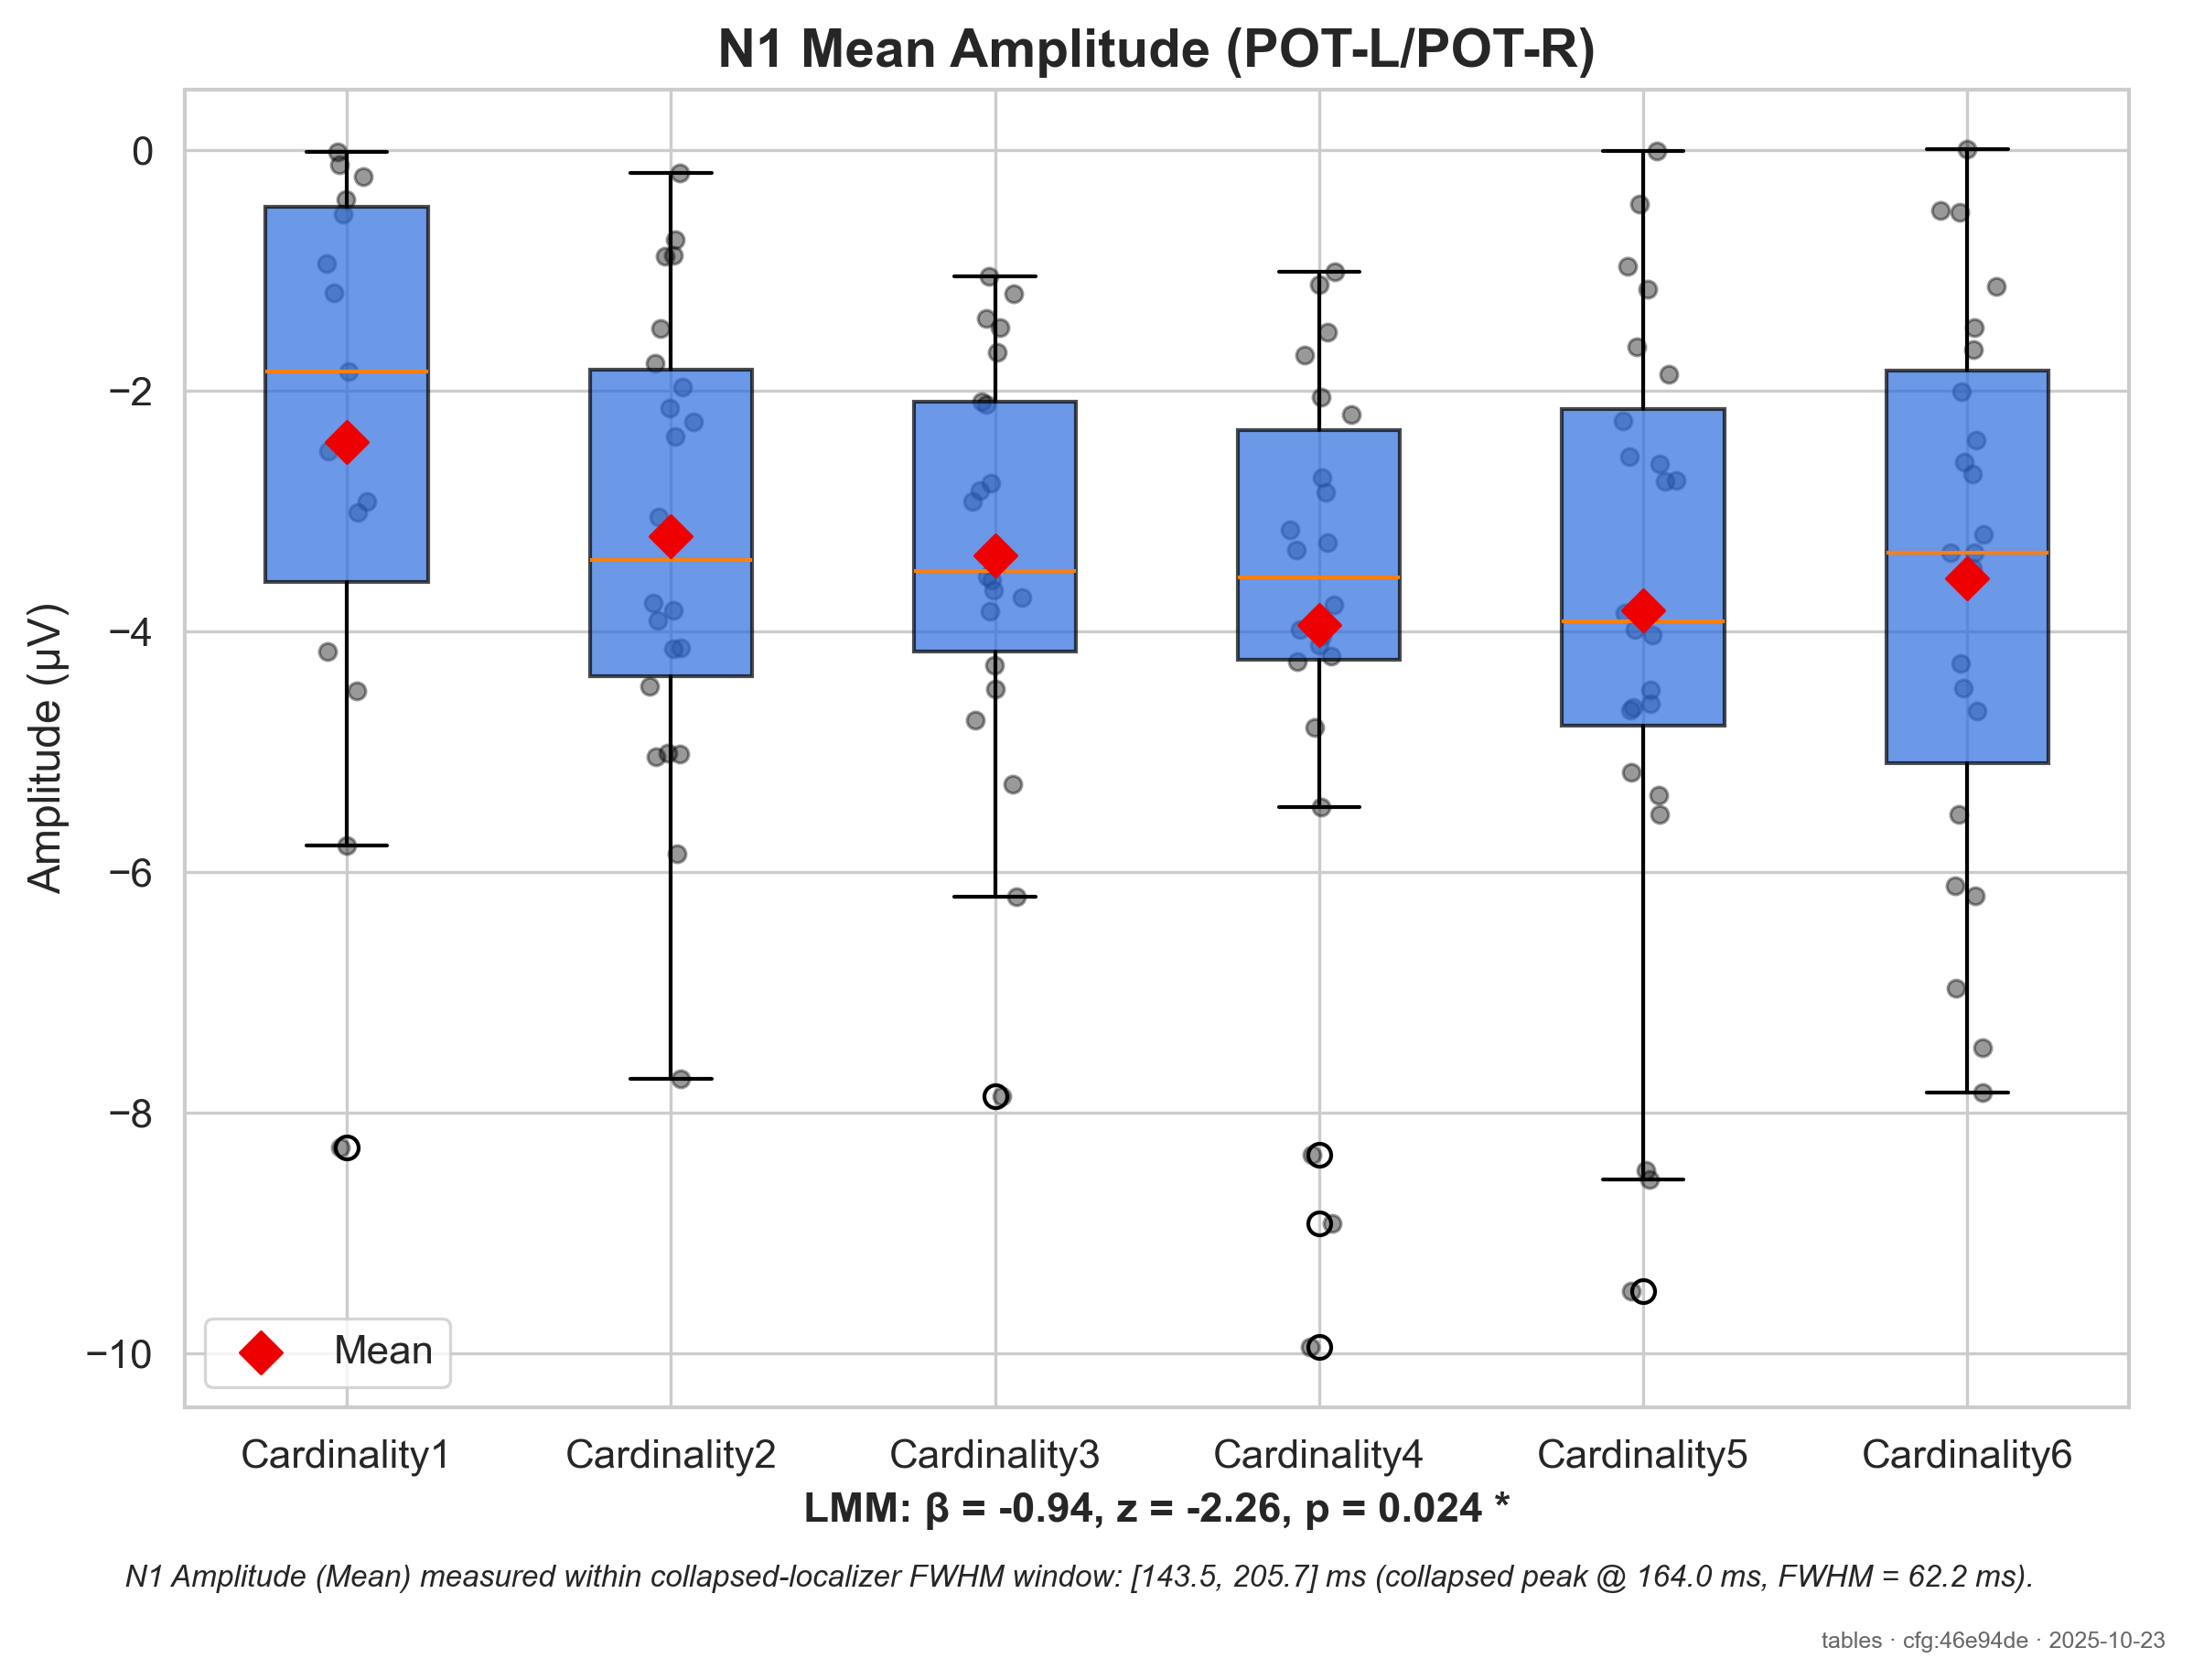 N1 Mean Amplitude (POT-L/POT-R)
Amplitude (µV)
0
−2
−4
−6
−8
−10
Mean
Cardinality1 Cardinality2 Cardinality3 Cardinality4 Cardinality5 Cardinality6
LMM: β = -0.94, z = -2.26, p = 0.024 *
N1 Amplitude (Mean) measured within collapsed-localizer FWHM window: [143.5, 205.7] ms (collapsed peak @ 164.0 ms, FWHM = 62.2 ms).
tables · cfg:46e94de · 2025-10-23